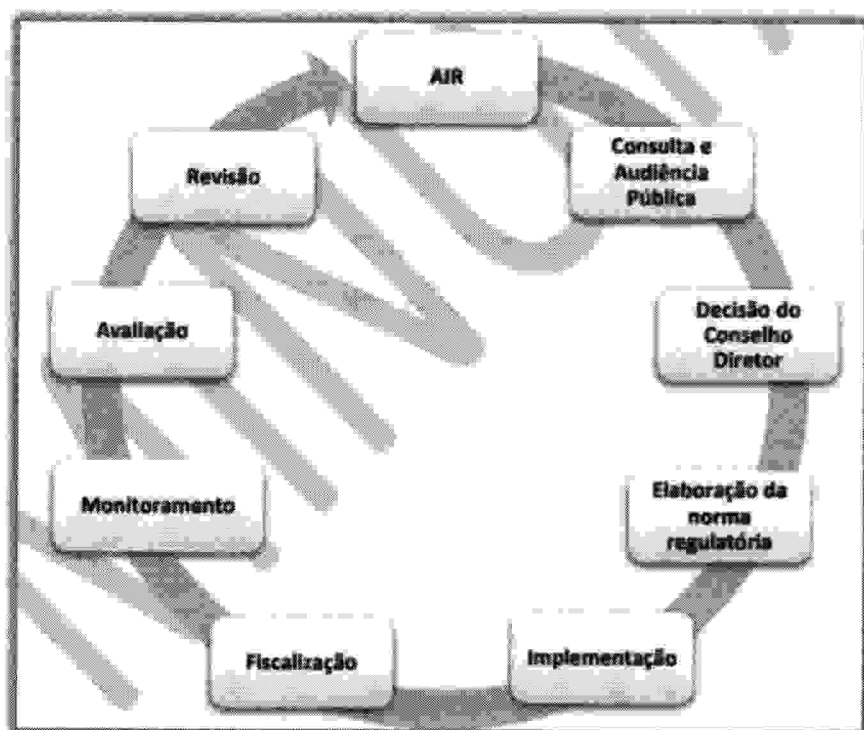 AIR
Consulta e
Audiência
Pública
Decisão do
Conselho
Diretor
Elaboração da
norma
regulatória
Implementação
Fiscalização
Monitoramento
Avaliação
Revisão